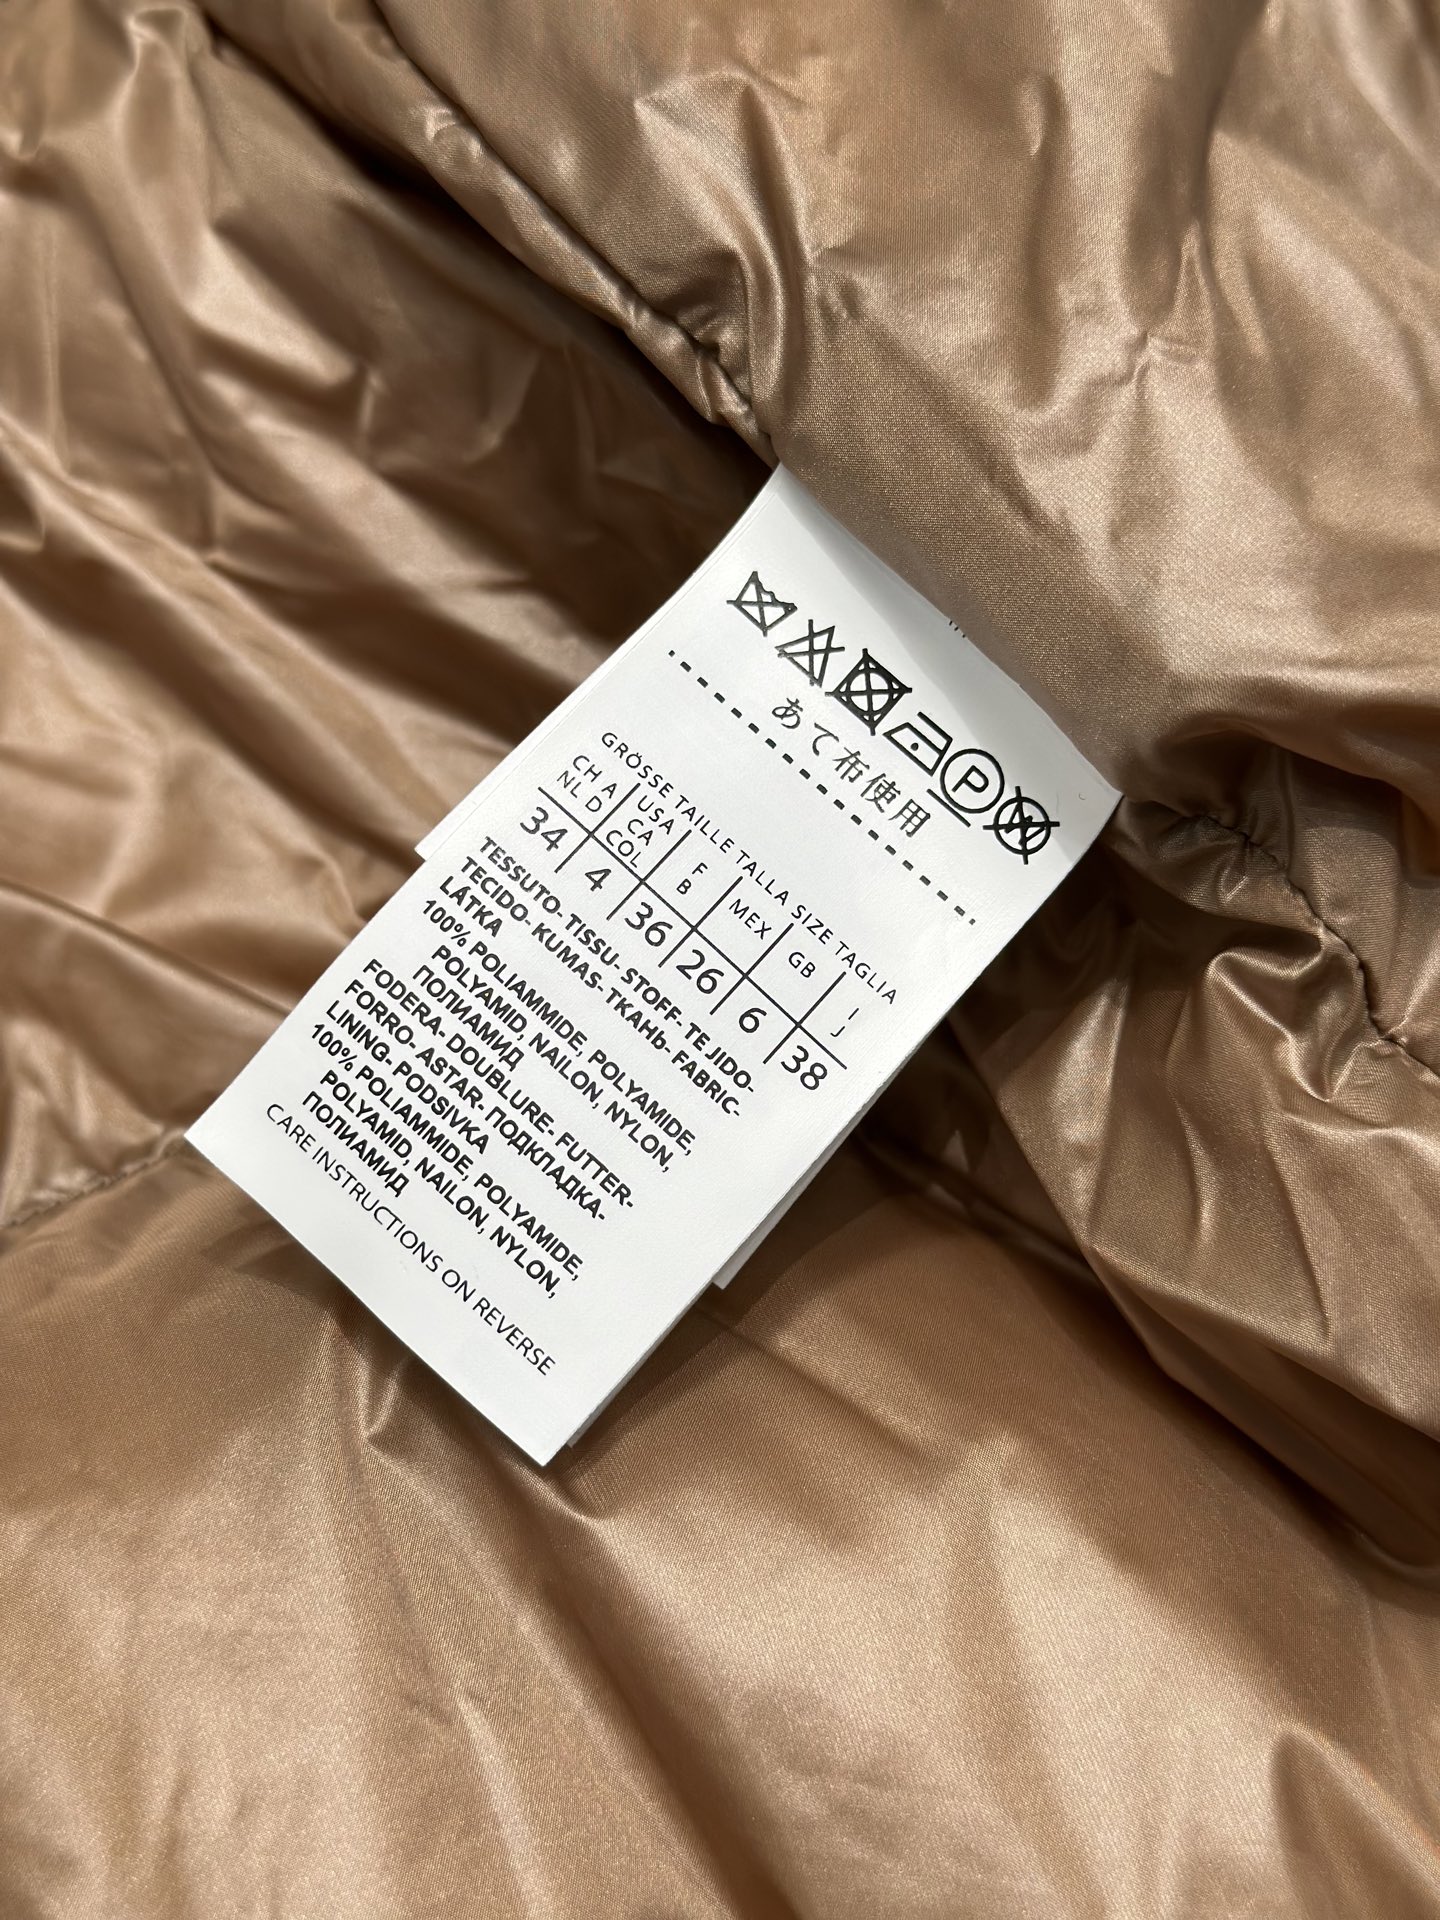 P
W
あて布使用
GRÖSSE TAILLE TALLA SIZE TAGLIA
CH A USA F MEX GB I
NL D CA B J
COL
34 4 36 26 6 38
TESSUTO- TISSU- STOFF- TEJIDO-
TECIDO- KUMAS- ТКАНЬ- FABRIC-
LÁTKA
100% POLIAMMIDE, POLYAMIDE,
POLYAMID, NAILON, NYLON,
ПОЛИАМИД
FODERA- DOUBLURE- FUTTER-
FORRO- ASTAR- ПОДКЛАДКА-
LINING- PODSIVKA
100% POLIAMMIDE, POLYAMIDE,
POLYAMID, NAILON, NYLON,
ПОЛИАМИД
CARE INSTRUCTIONS ON REVERSE